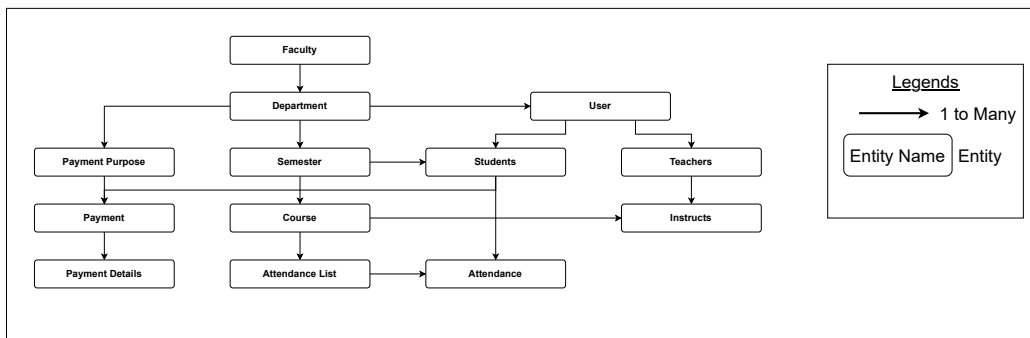 Faculty
Department
User
Payment Purpose
Semester
Students
Teachers
Payment
Course
Instructs
Payment Details
Attendance List
Attendance
Legends
1 to Many
Entity Name Entity